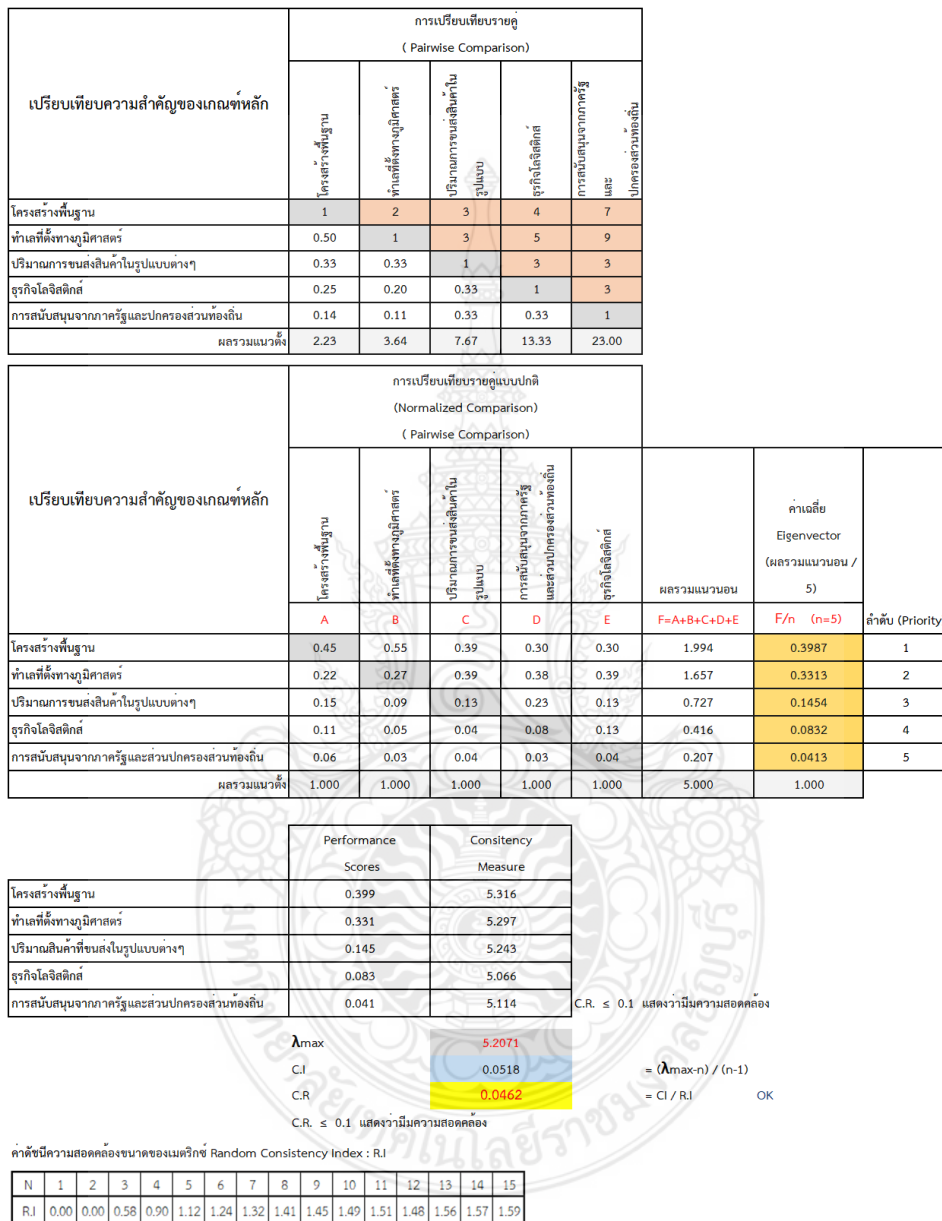 การเปรียบเทียบรายคู่
( Pairwise Comparison)
เปรียบเทียบความสำคัญของเกณฑ์หลัก
โครงสร้างพื้นฐาน
ทำเลที่ตั้งทางภูมิศาสตร์
ปริมาณการขนส่งสินค้าใน
รูปแบบ
ธุรกิจโลจิสติกส์
การสนับสนุนจากภาครัฐ
และ
ปกครองส่วนท้องถิ่น
โครงสร้างพื้นฐาน 1 2 3 4 7
ทำเลที่ตั้งทางภูมิศาสตร์ 0.50 1 3 5 9
ปริมาณการขนส่งสินค้าในรูปแบบต่างๆ 0.33 0.33 1 3 3
ธุรกิจโลจิสติกส์ 0.25 0.20 0.33 1 3
การสนับสนุนจากภาครัฐและปกครองส่วนท้องถิ่น 0.14 0.11 0.33 0.33 1
ผลรวมแนวตั้ง 2.23 3.64 7.67 13.33 23.00
การเปรียบเทียบรายคู่แบบปกติ
(Normalized Comparison)
( Pairwise Comparison)
เปรียบเทียบความสำคัญของเกณฑ์หลัก
โครงสร้างพื้นฐาน
ทำเลที่ตั้งทางภูมิศาสตร์
ปริมาณการขนส่งสินค้าใน
รูปแบบ
การสนับสนุนจากภาครัฐ
และส่วนปกครองส่วนท้องถิ่น
ธุรกิจโลจิสติกส์
ผลรวมแนวนอน
ค่าเฉลี่ย
Eigenvector
(ผลรวมแนวนอน /
5)
A B C D E F=A+B+C+D+E F/n (n=5) ลำดับ (Priority
โครงสร้างพื้นฐาน 0.45 0.55 0.39 0.30 0.30 1.994 0.3987 1
ทำเลที่ตั้งทางภูมิศาสตร์ 0.22 0.27 0.39 0.38 0.39 1.657 0.3313 2
ปริมาณการขนส่งสินค้าในรูปแบบต่างๆ 0.15 0.09 0.13 0.23 0.13 0.727 0.1454 3
ธุรกิจโลจิสติกส์ 0.11 0.05 0.04 0.08 0.13 0.416 0.0832 4
การสนับสนุนจากภาครัฐและส่วนปกครองส่วนท้องถิ่น 0.06 0.03 0.04 0.03 0.04 0.207 0.0413 5
ผลรวมแนวตั้ง 1.000 1.000 1.000 1.000 1.000 5.000 1.000
Performance
Scores
Consitency
Measure
โครงสร้างพื้นฐาน 0.399 5.316
ทำเลที่ตั้งทางภูมิศาสตร์ 0.331 5.297
ปริมาณสินค้าที่ขนส่งในรูปแบบต่างๆ 0.145 5.243
ธุรกิจโลจิสติกส์ 0.083 5.066
การสนับสนุนจากภาครัฐและส่วนปกครองส่วนท้องถิ่น 0.041 5.114 C.R. ≤ 0.1 แสดงว่ามีมความสอดคล้อง
λmax 5.2071
C.I 0.0518 = (λmax-n) / (n-1)
C.R 0.0462 = CI / R.I OK
C.R. ≤ 0.1 แสดงว่ามีมความสอดคล้อง
ค่าดัชนีความสอดคล้องขนาดของเมตริกซ์ Random Consistency Index : R.I
N 1 2 3 4 5 6 7 8 9 10 11 12 13 14 15
R.I 0.00 0.00 0.58 0.90 1.12 1.24 1.32 1.41 1.45 1.49 1.51 1.48 1.56 1.57 1.59
มหาวิทยาลัยเทคโนโลยีราชมงคลธัญบุรี